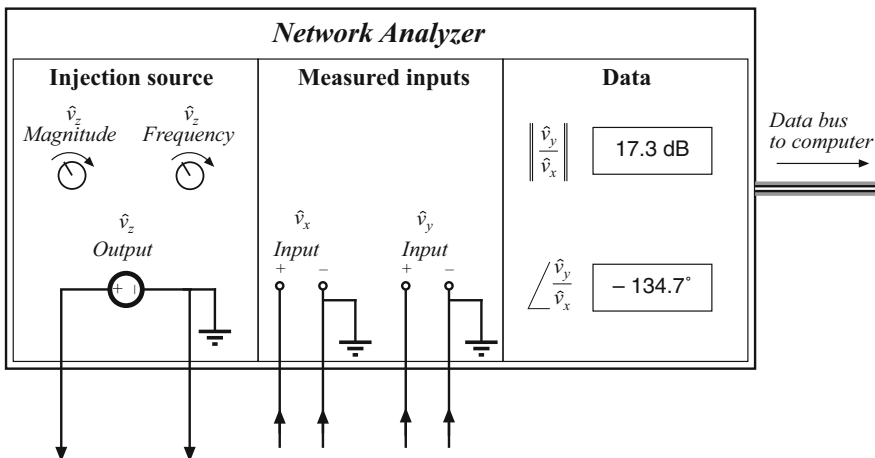 Network Analyzer
Injection source
v̂z
Magnitude
v̂z
Frequency
v̂z
Output
+ –
Measured inputs
v̂x
Input
+ –
v̂y
Input
+ –
Data
‖ v̂y / v̂x ‖
17.3 dB
∠ v̂y / v̂x
– 134.7°
Data bus
to computer